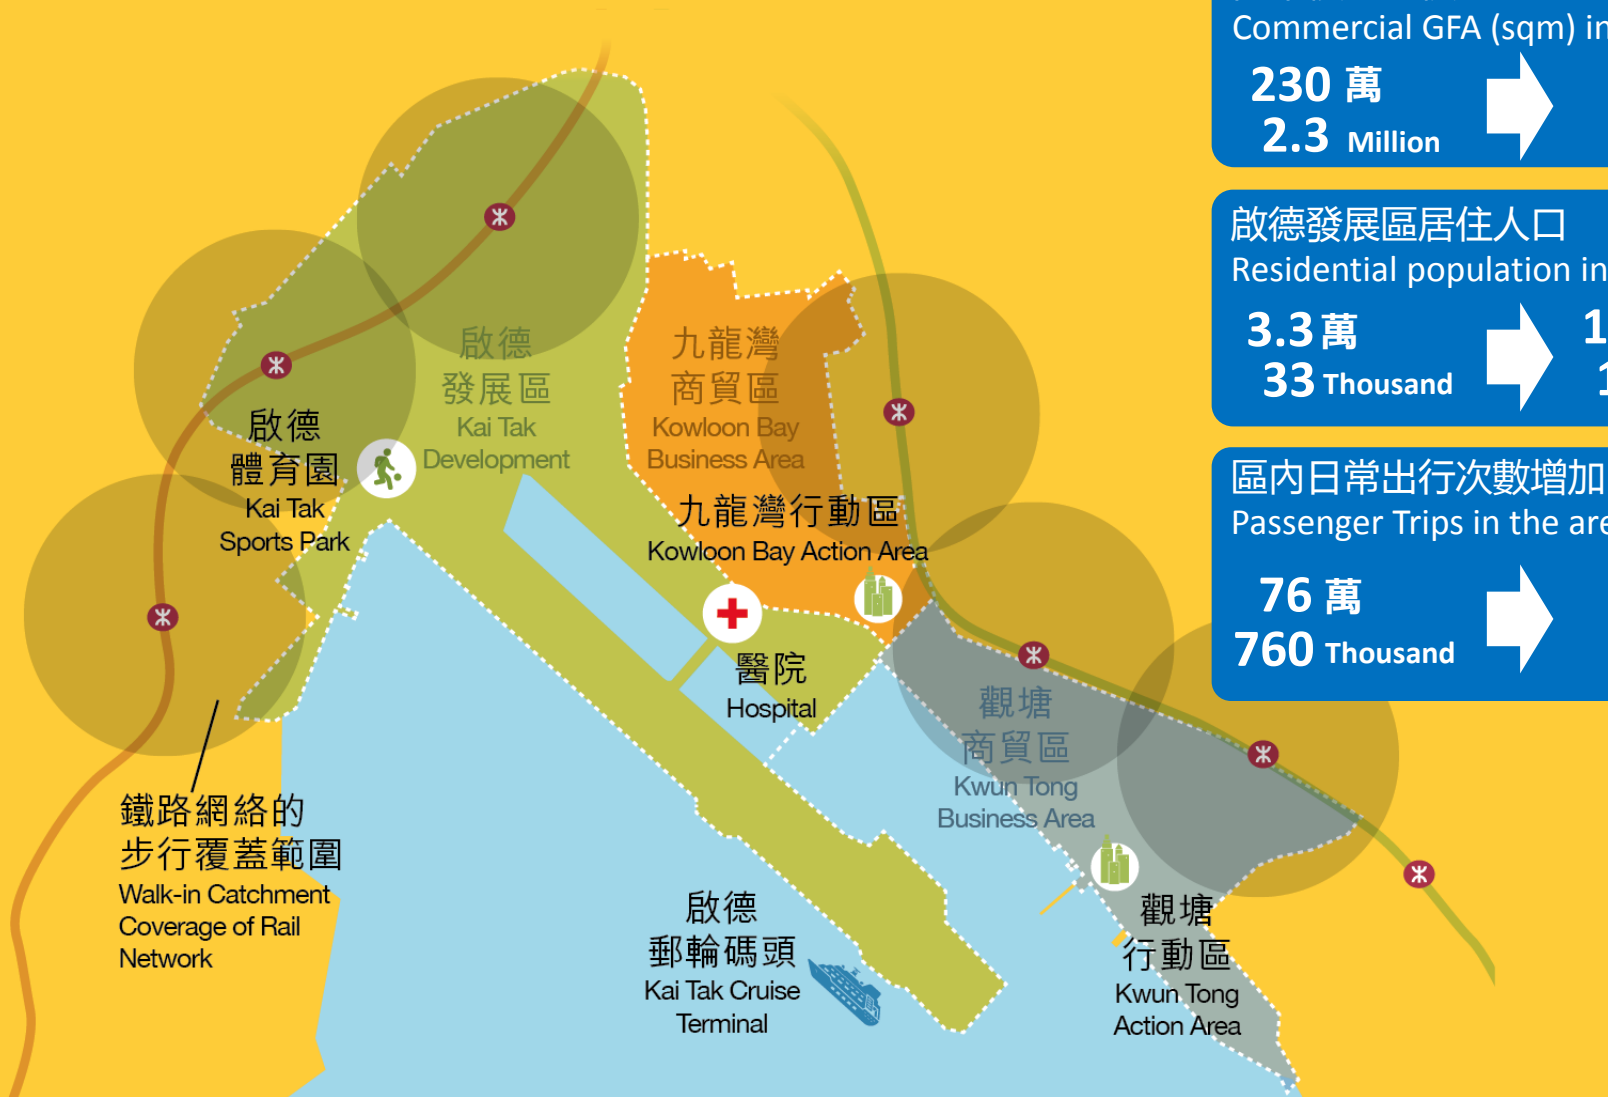 Commercial GFA (sqm) in
230 萬
2.3 Million
啟德發展區居住人口
Residential population in
3.3 萬
33 Thousand
區內日常出行次數增加
Passenger Trips in the are
76 萬
760 Thousand
啟德
發展區
Kai Tak
Development
九龍灣
商貿區
Kowloon Bay
Business Area
啟德
體育園
Kai Tak
Sports Park
九龍灣行動區
Kowloon Bay Action Area
醫院
Hospital
觀塘
商貿區
Kwun Tong
Business Area
鐵路網絡的
步行覆蓋範圍
Walk-in Catchment
Coverage of Rail
Network
啟德
郵輪碼頭
Kai Tak Cruise
Terminal
觀塘
行動區
Kwun Tong
Action Area